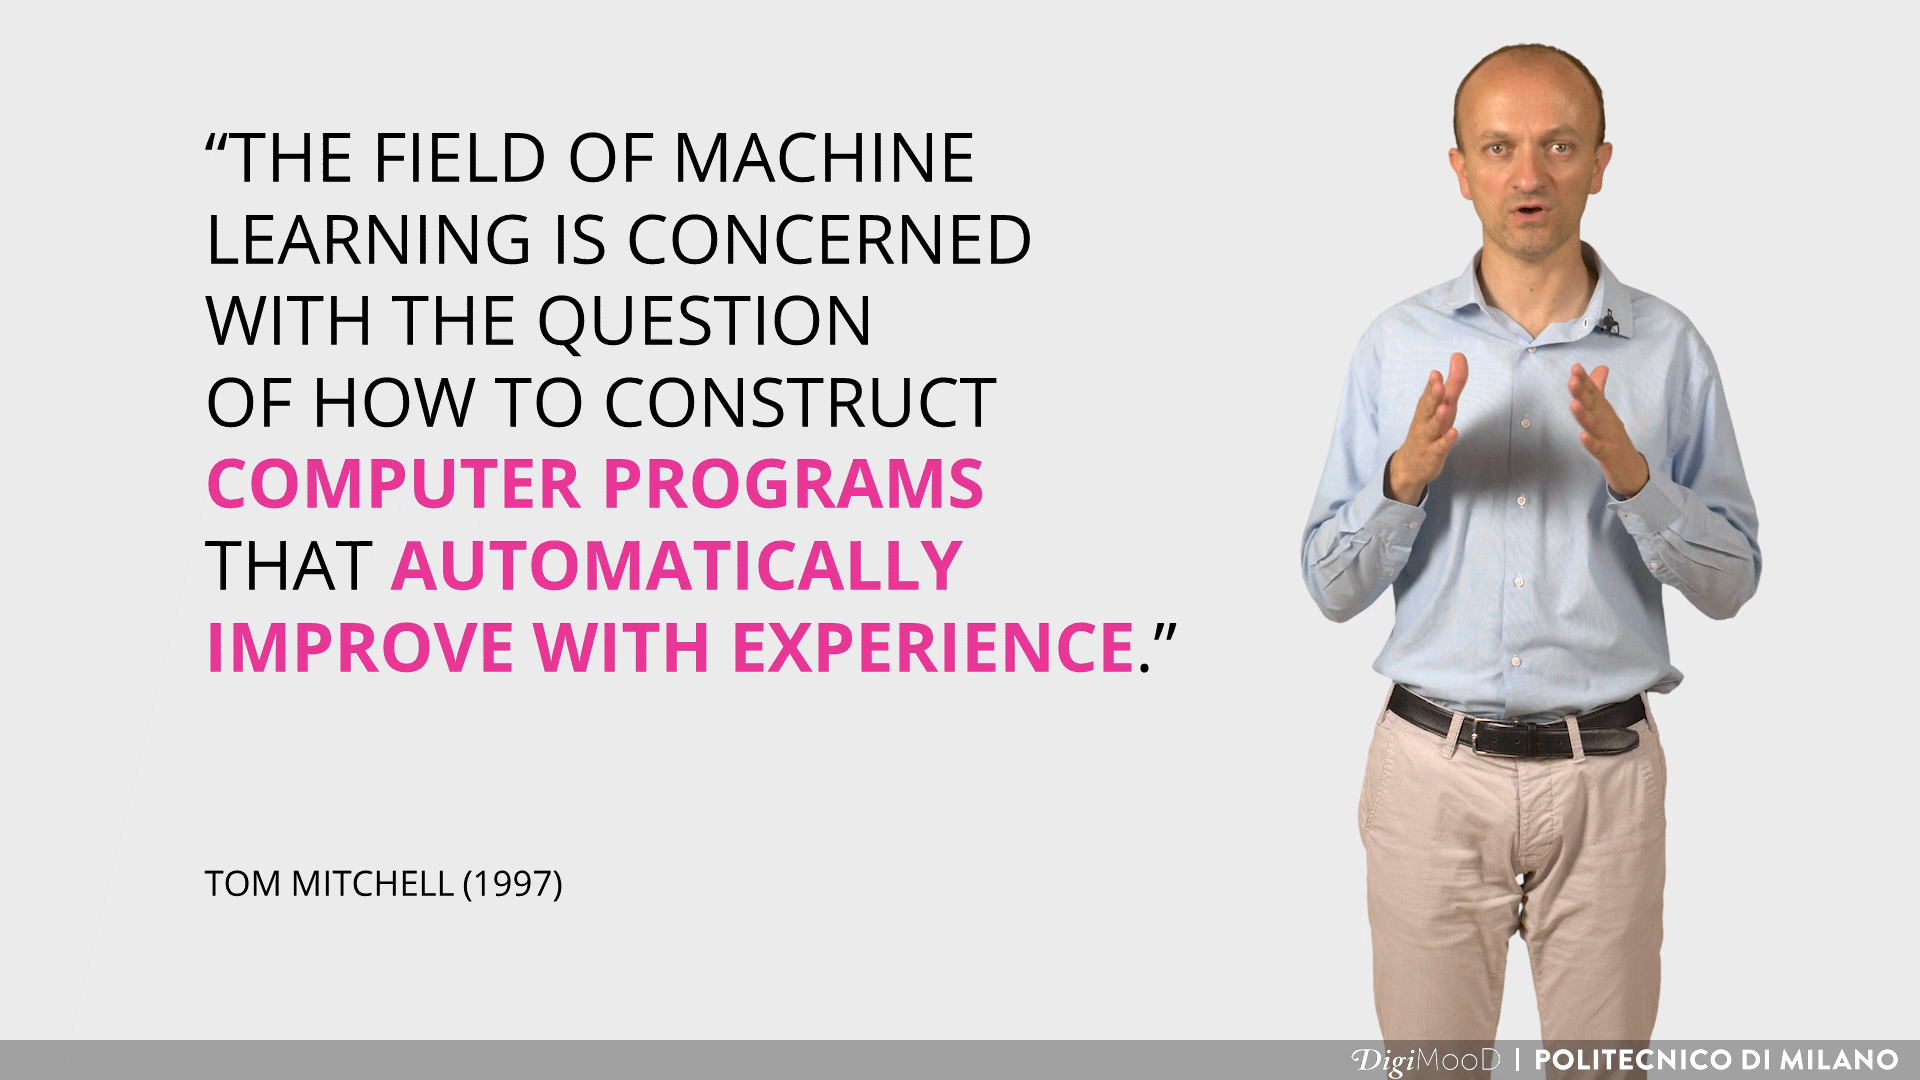 “THE FIELD OF MACHINE
LEARNING IS CONCERNED
WITH THE QUESTION
OF HOW TO CONSTRUCT
COMPUTER PROGRAMS
THAT AUTOMATICALLY
IMPROVE WITH EXPERIENCE.”
TOM MITCHELL (1997)
DigiMooD | POLITECNICO DI MILANO